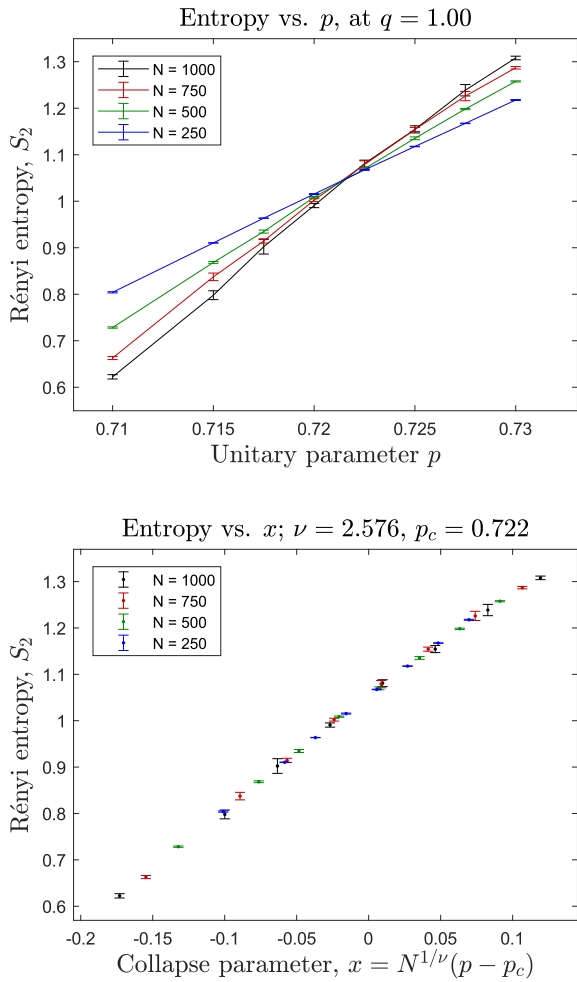 Entropy vs. p, at q = 1.00
1.3
1.2
1.1
1
0.9
0.8
0.7
0.6
Rényi entropy, S₂
N = 1000
N = 750
N = 500
N = 250
0.71 0.715 0.72 0.725 0.73
Unitary parameter p
Entropy vs. x; ν = 2.576, p_c = 0.722
1.3
1.2
1.1
1
0.9
0.8
0.7
0.6
Rényi entropy, S₂
N = 1000
N = 750
N = 500
N = 250
-0.2 -0.15 -0.1 -0.05 0 0.05 0.1
Collapse parameter, x = N^{1/ν}(p − p_c)